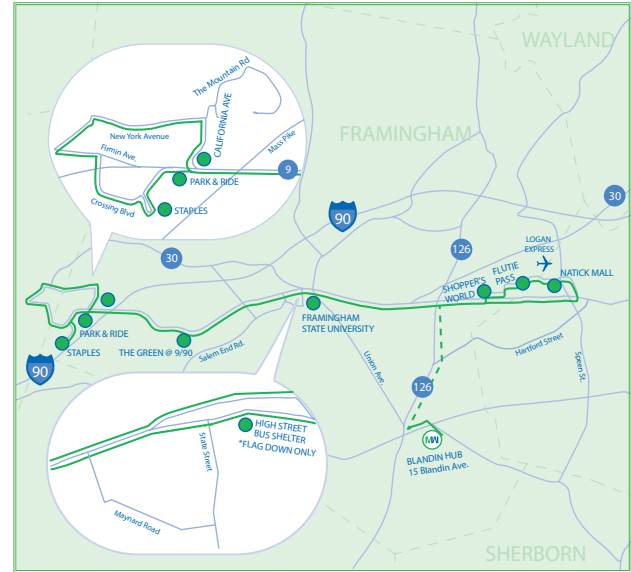 WAYLAND
The Mountain Rd
CALIFORNIA AVE
New York Avenue
Firmin Ave.
Mass Pike
FRAMINGHAM
9
PARK & RIDE
Crossing Blvd
STAPLES
30
90
126
LOGAN
EXPRESS
30
SHOPPER'S
WORLD
FLUTIE
PASS
NATICK MALL
FRAMINGHAM
STATE UNIVERSITY
PARK & RIDE
STAPLES
THE GREEN @ 9/90
Salem End Rd.
90
Union Ave.
Hartford Street
Speen St.
126
HIGH STREET
BUS SHELTER
*FLAG DOWN ONLY
State Street
Maynard Road
MW
BLANDIN HUB
15 Blandin Ave.
SHERBORN